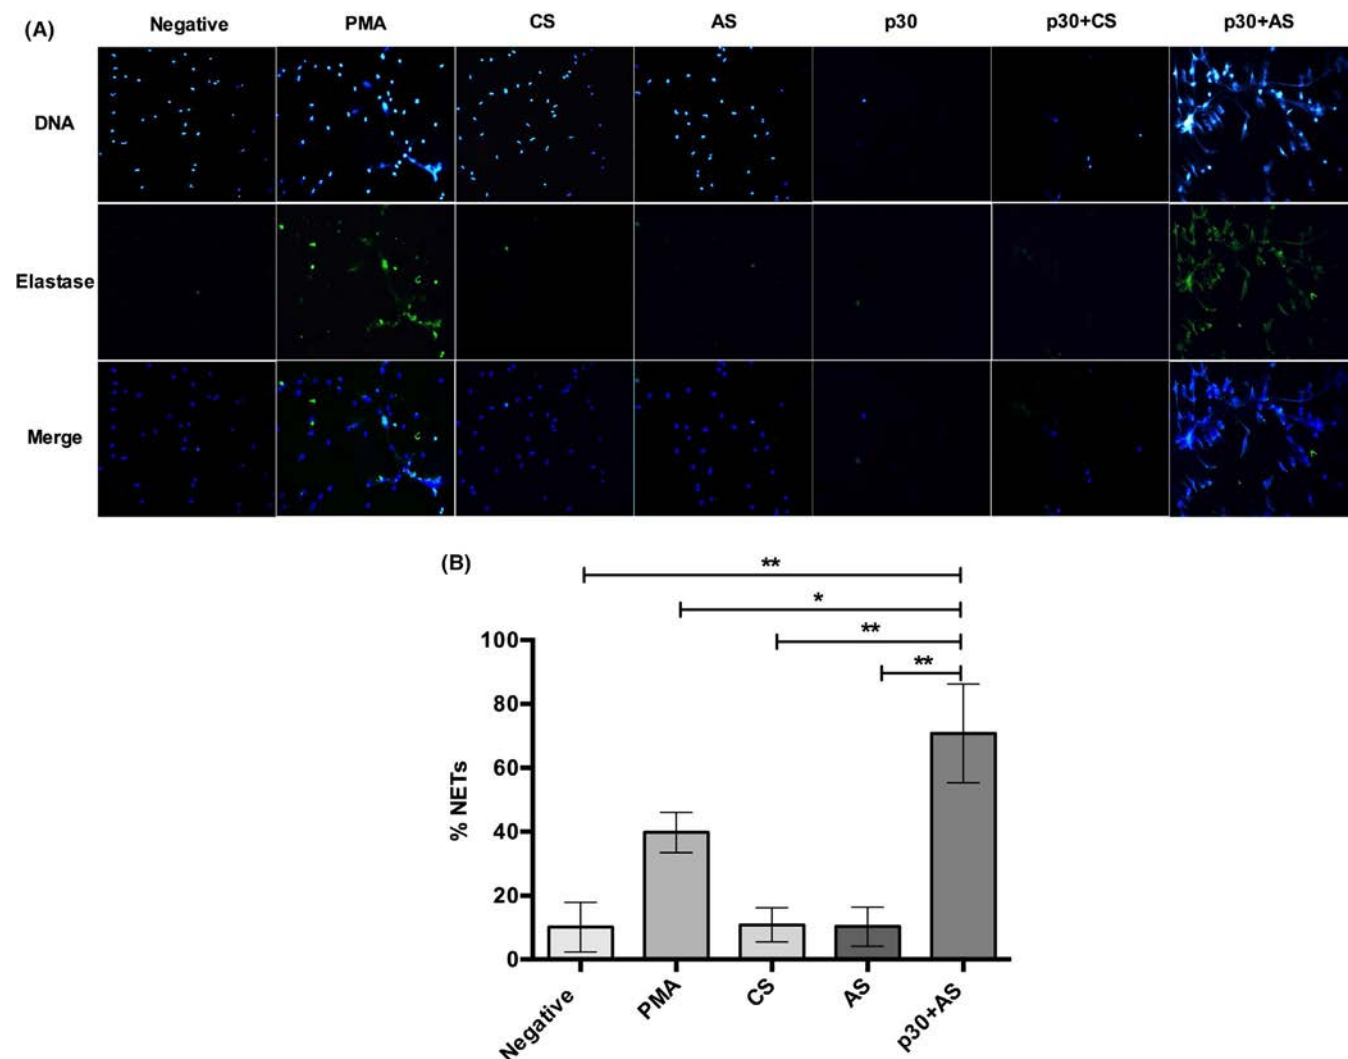 (A)
Negative PMA CS AS p30 p30+CS p30+AS
DNA
Elastase
Merge
(B)
**
*
**
**
100
80
60
40
20
0
% NETs
Negative PMA CS AS p30+AS